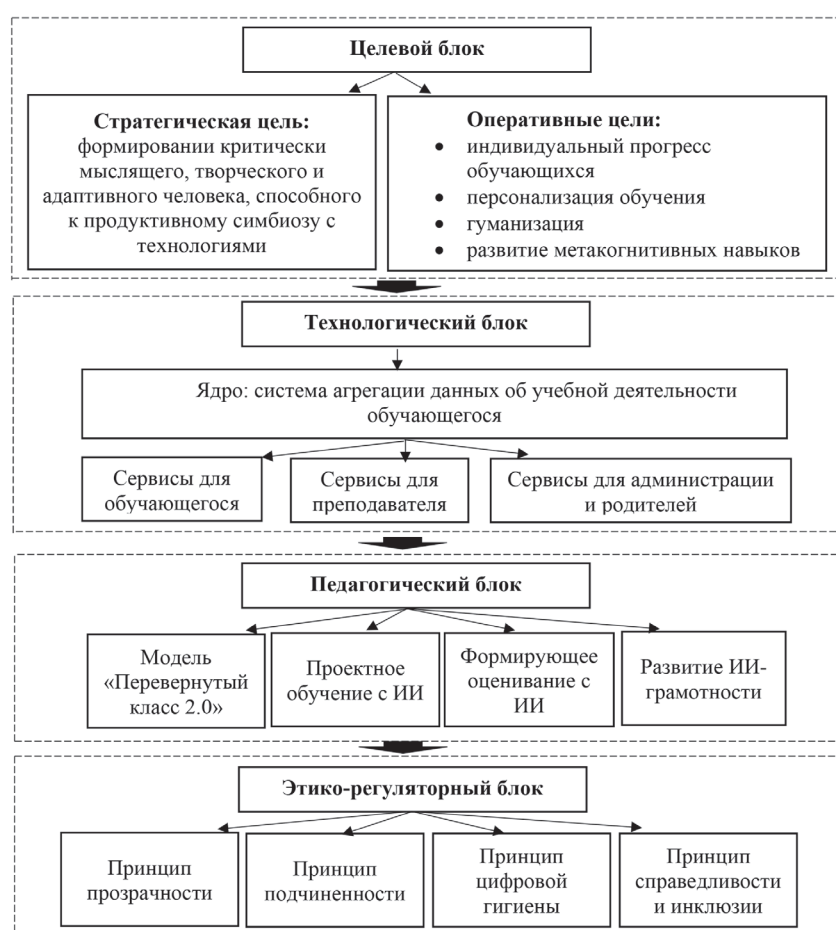 Целевой блок
Стратегическая цель:
формировании критически
мыслящего, творческого и
адаптивного человека, способного
к продуктивному симбиозу с
технологиями
Оперативные цели:
• индивидуальный прогресс
обучающихся
• персонализация обучения
• гуманизация
• развитие метакогнитивных навыков
Технологический блок
Ядро: система агрегации данных об учебной деятельности
обучающегося
Сервисы для
обучающегося
Сервисы для
преподавателя
Сервисы для администрации
и родителей
Педагогический блок
Модель
«Перевернутый
класс 2.0»
Проектное
обучение с ИИ
Формирующее
оценивание с
ИИ
Развитие ИИ-
грамотности
Этико-регуляторный блок
Принцип
прозрачности
Принцип
подчиненности
Принцип
цифровой
гигиены
Принцип
справедливости
и инклюзии